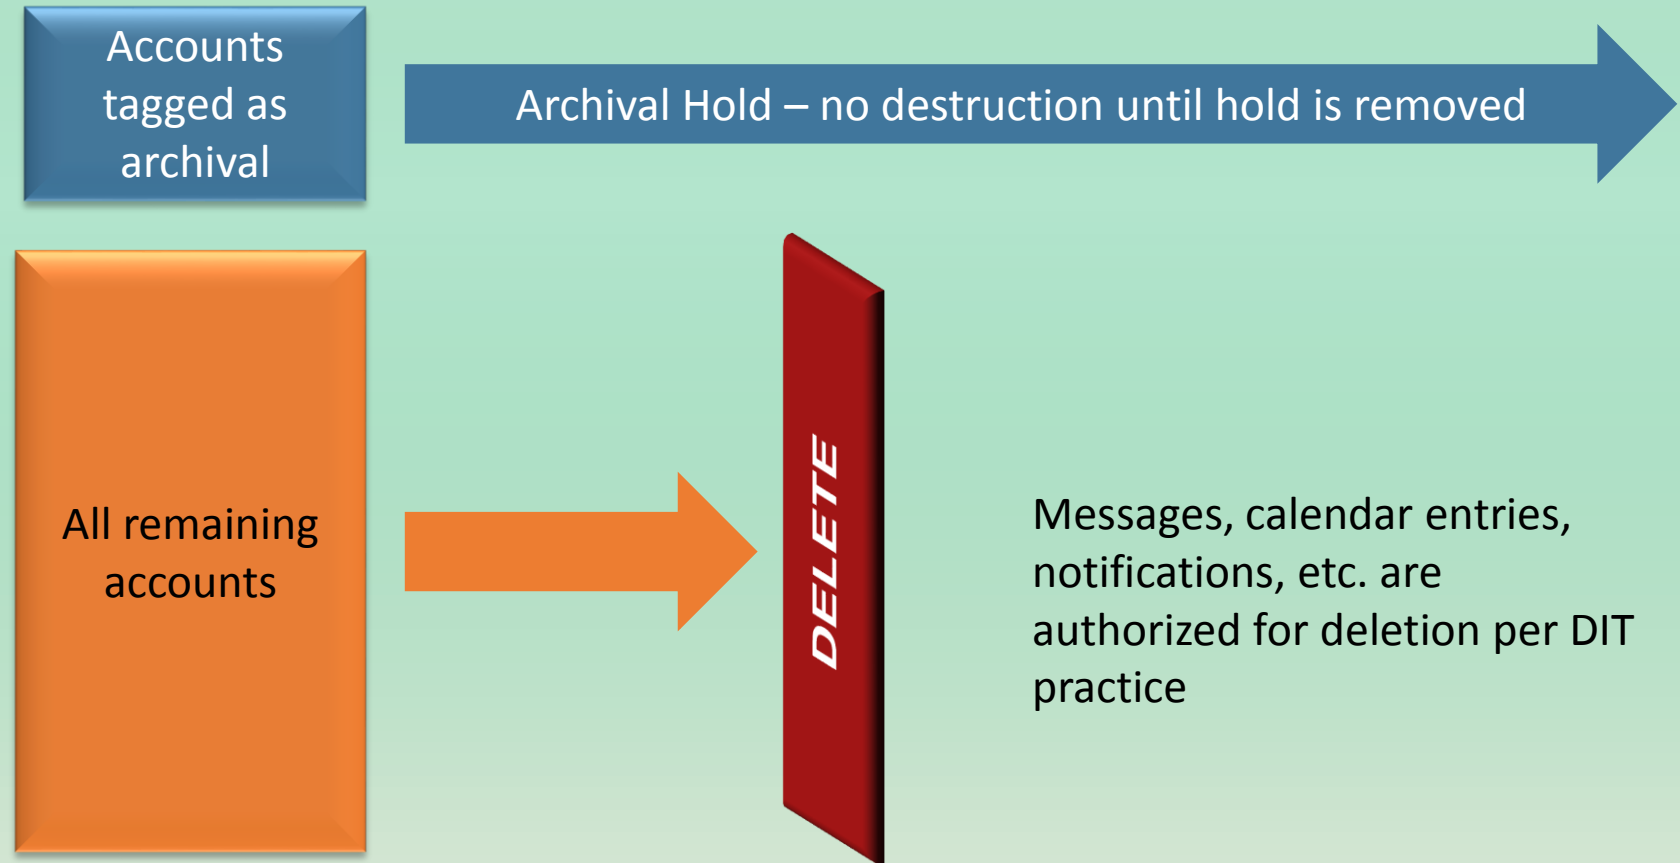 Accounts
tagged as
archival
Archival Hold – no destruction until hold is removed
All remaining
accounts
DELETE
Messages, calendar entries,
notifications, etc. are
authorized for deletion per DIT
practice